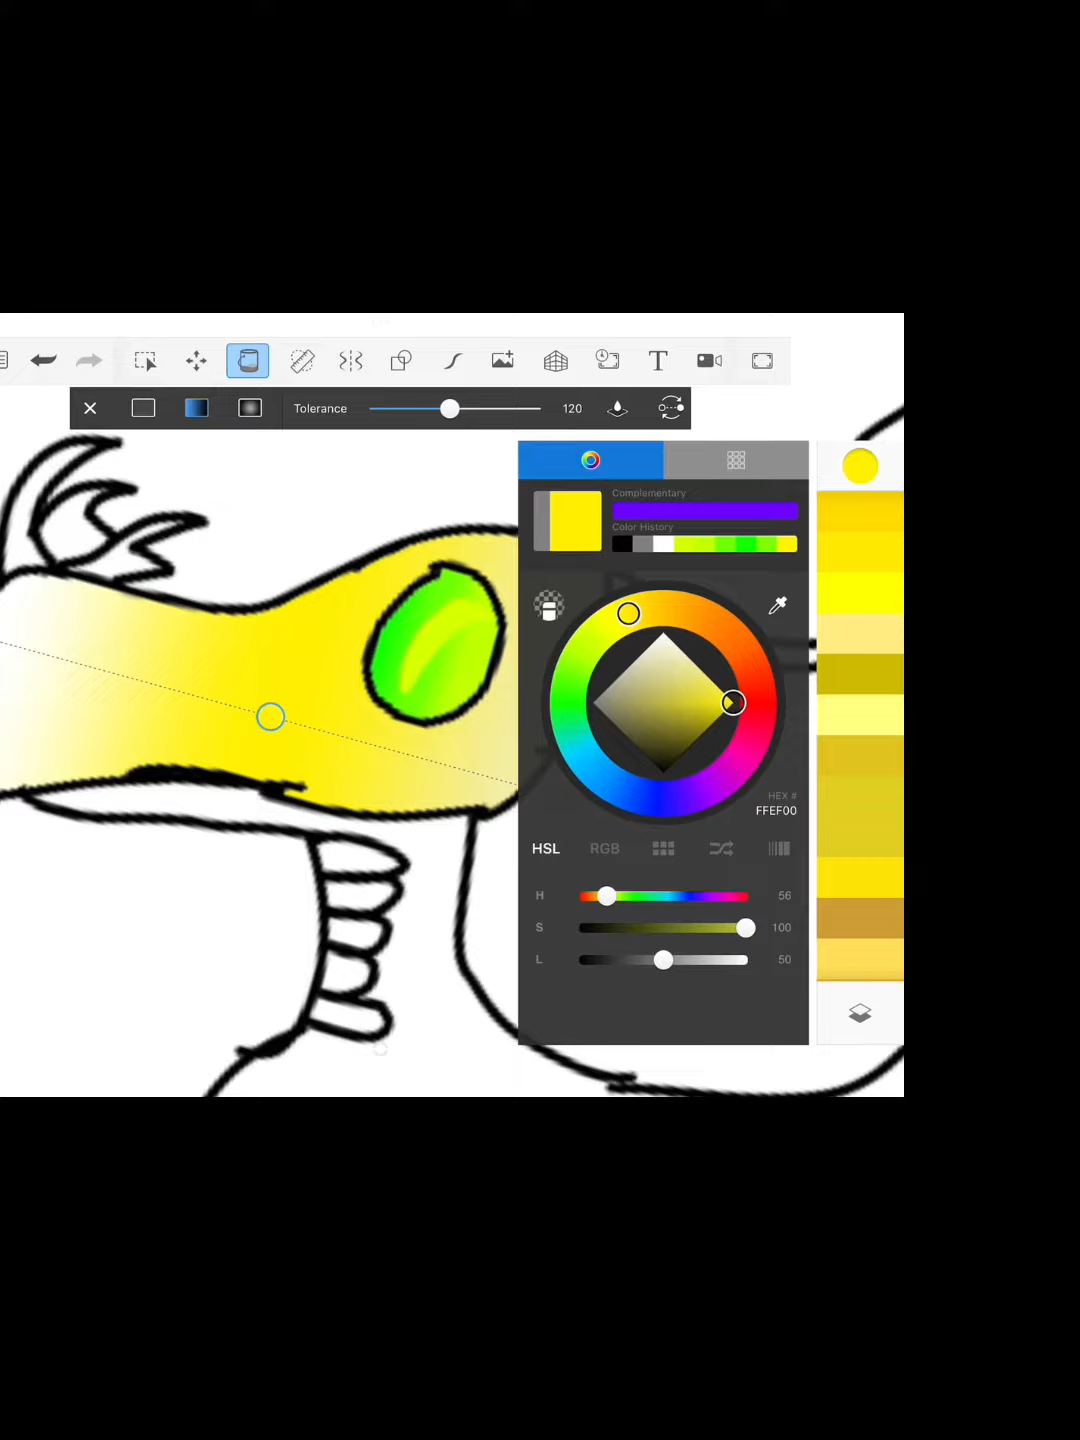 T
Tolerance 120
Complementary
Color History
HEX #
FFEF00
HSL RGB
H 56
S 100
L 50